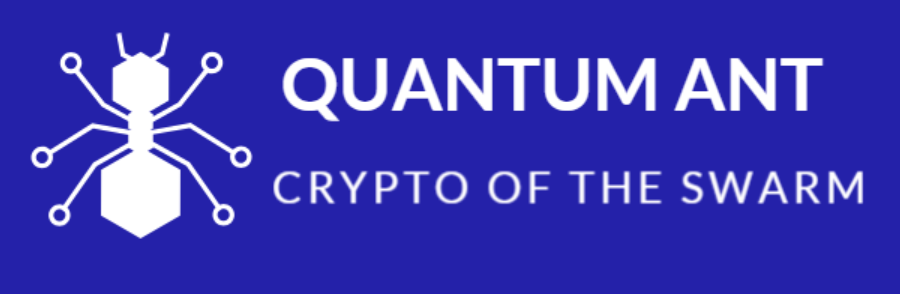 QUANTUM ANT
CRYPTO OF THE SWARM